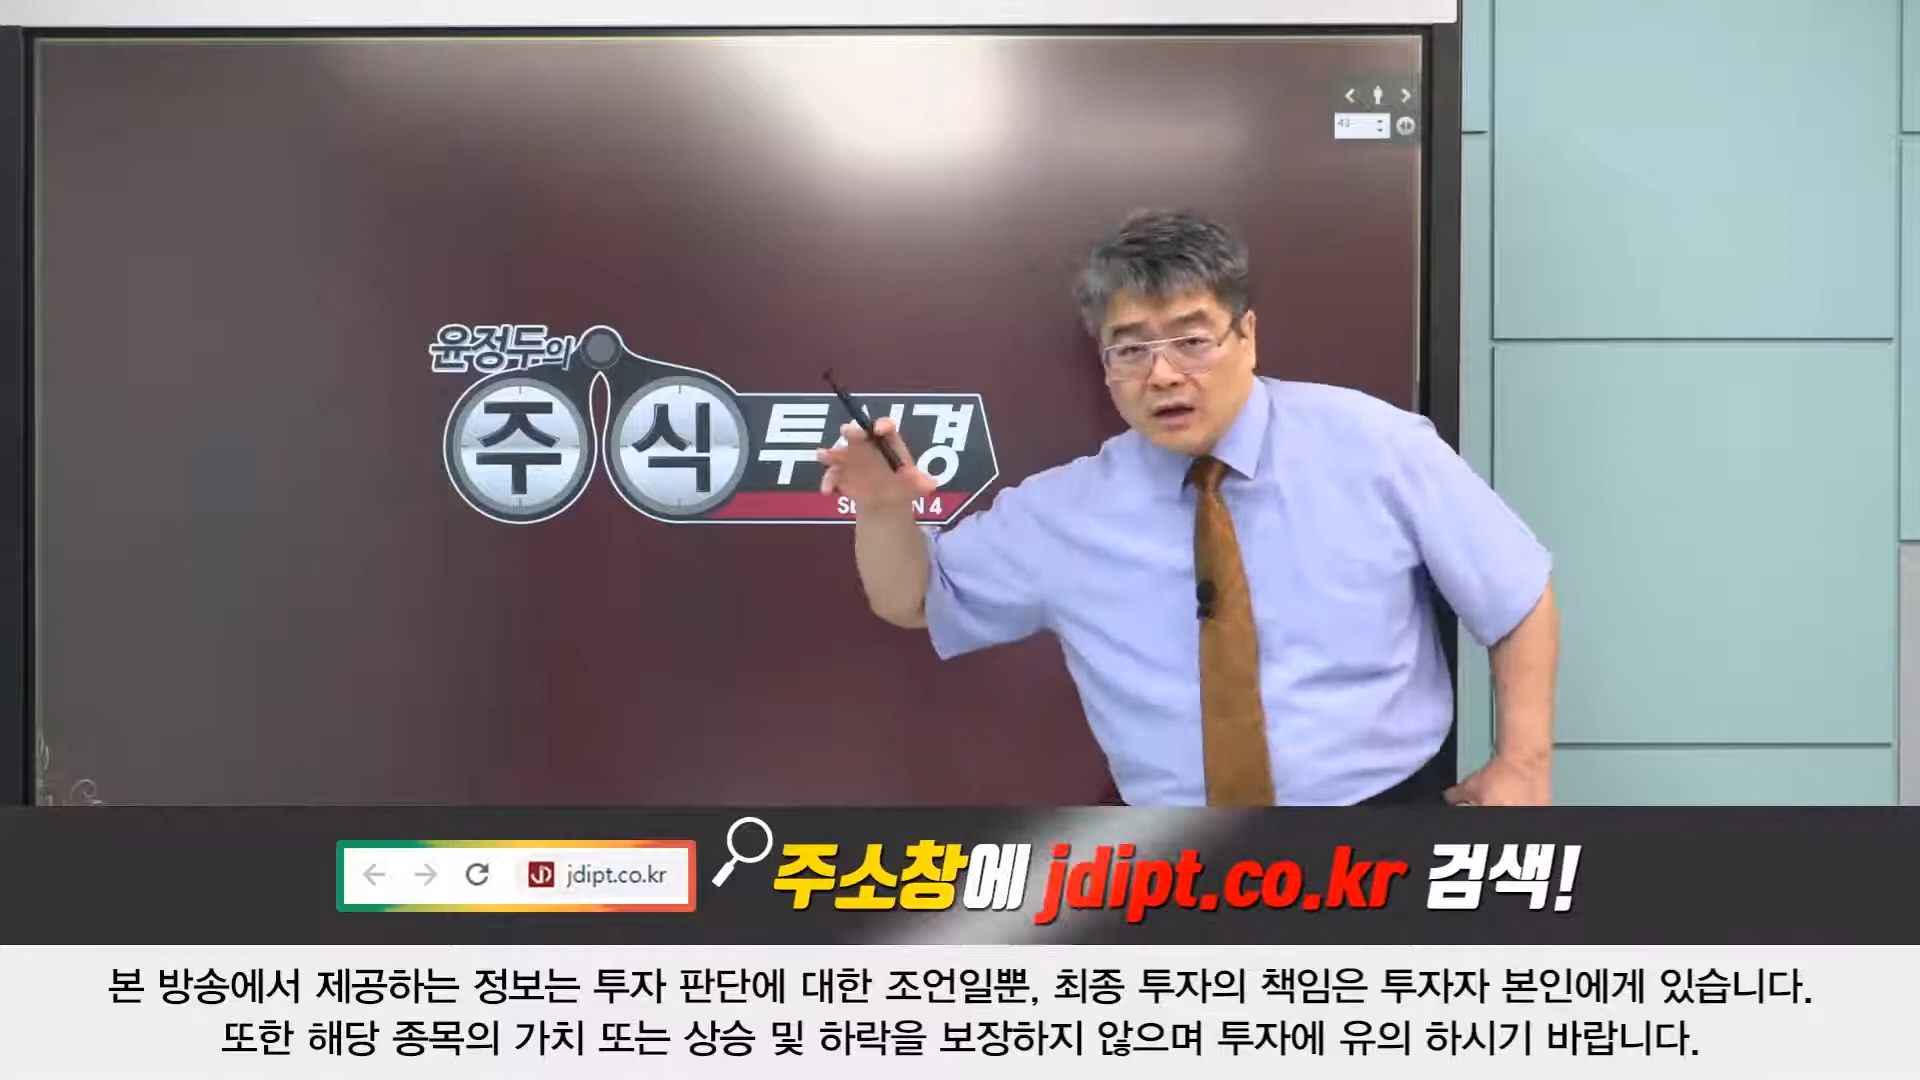 43
윤정두의
주식 투시경
SEASON 4
jdipt.co.kr
주소창에 jdipt.co.kr 검색!
본 방송에서 제공하는 정보는 투자 판단에 대한 조언일뿐, 최종 투자의 책임은 투자자 본인에게 있습니다.
또한 해당 종목의 가치 또는 상승 및 하락을 보장하지 않으며 투자에 유의 하시기 바랍니다.